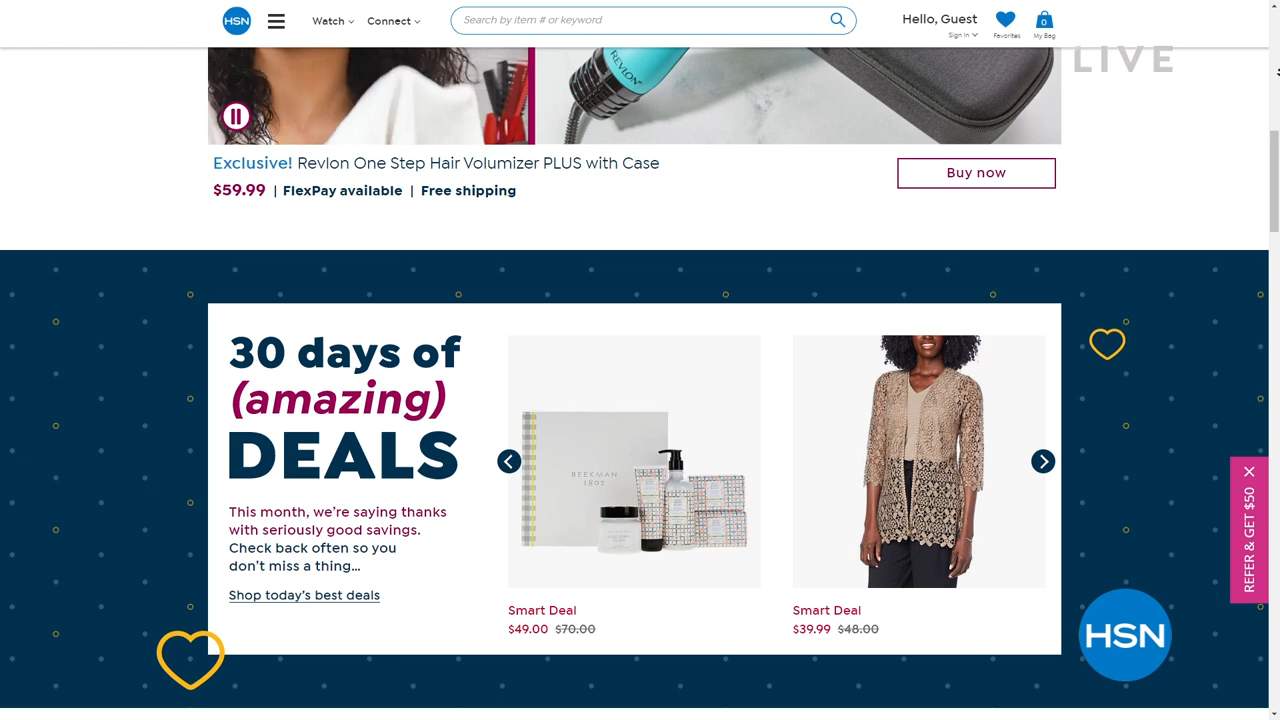 HSN
Watch
Connect
Search by item # or keyword
Hello, Guest
Sign In
Favorites
0
My Bag
LIVE
REVLON
Exclusive! Revlon One Step Hair Volumizer PLUS with Case
$59.99 | FlexPay available | Free shipping
Buy now
30 days of
(amazing)
DEALS
This month, we're saying thanks
with seriously good savings.
Check back often so you
don't miss a thing...
Shop today's best deals
BEEKMAN
1802
Smart Deal
$49.00 $70.00
Smart Deal
$39.99 $48.00
REFER & GET $50
HSN